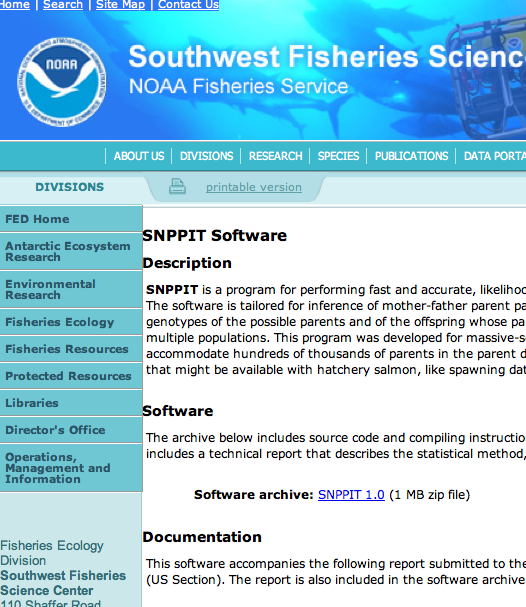 Home | Search | Site Map | Contact Us
NOAA
Southwest Fisheries Scienc
NOAA Fisheries Service
ABOUT US | DIVISIONS | RESEARCH | SPECIES | PUBLICATIONS | DATA PORTA
DIVISIONS
printable version
FED Home
Antarctic Ecosystem
Research
Environmental
Research
Fisheries Ecology
Fisheries Resources
Protected Resources
Libraries
Director's Office
Operations,
Management and
Information
Fisheries Ecology
Division
Southwest Fisheries
Science Center
110 Shaffer Road
SNPPIT Software
Description
SNPPIT is a program for performing fast and accurate, likelihoo
The software is tailored for inference of mother-father parent pa
genotypes of the possible parents and of the offspring whose pa
multiple populations. This program was developed for massive-s
accommodate hundreds of thousands of parents in the parent d
that might be available with hatchery salmon, like spawning dat
Software
The archive below includes source code and compiling instructio
includes a technical report that describes the statistical method,
Software archive: SNPPIT 1.0 (1 MB zip file)
Documentation
This software accompanies the following report submitted to the
(US Section). The report is also included in the software archive